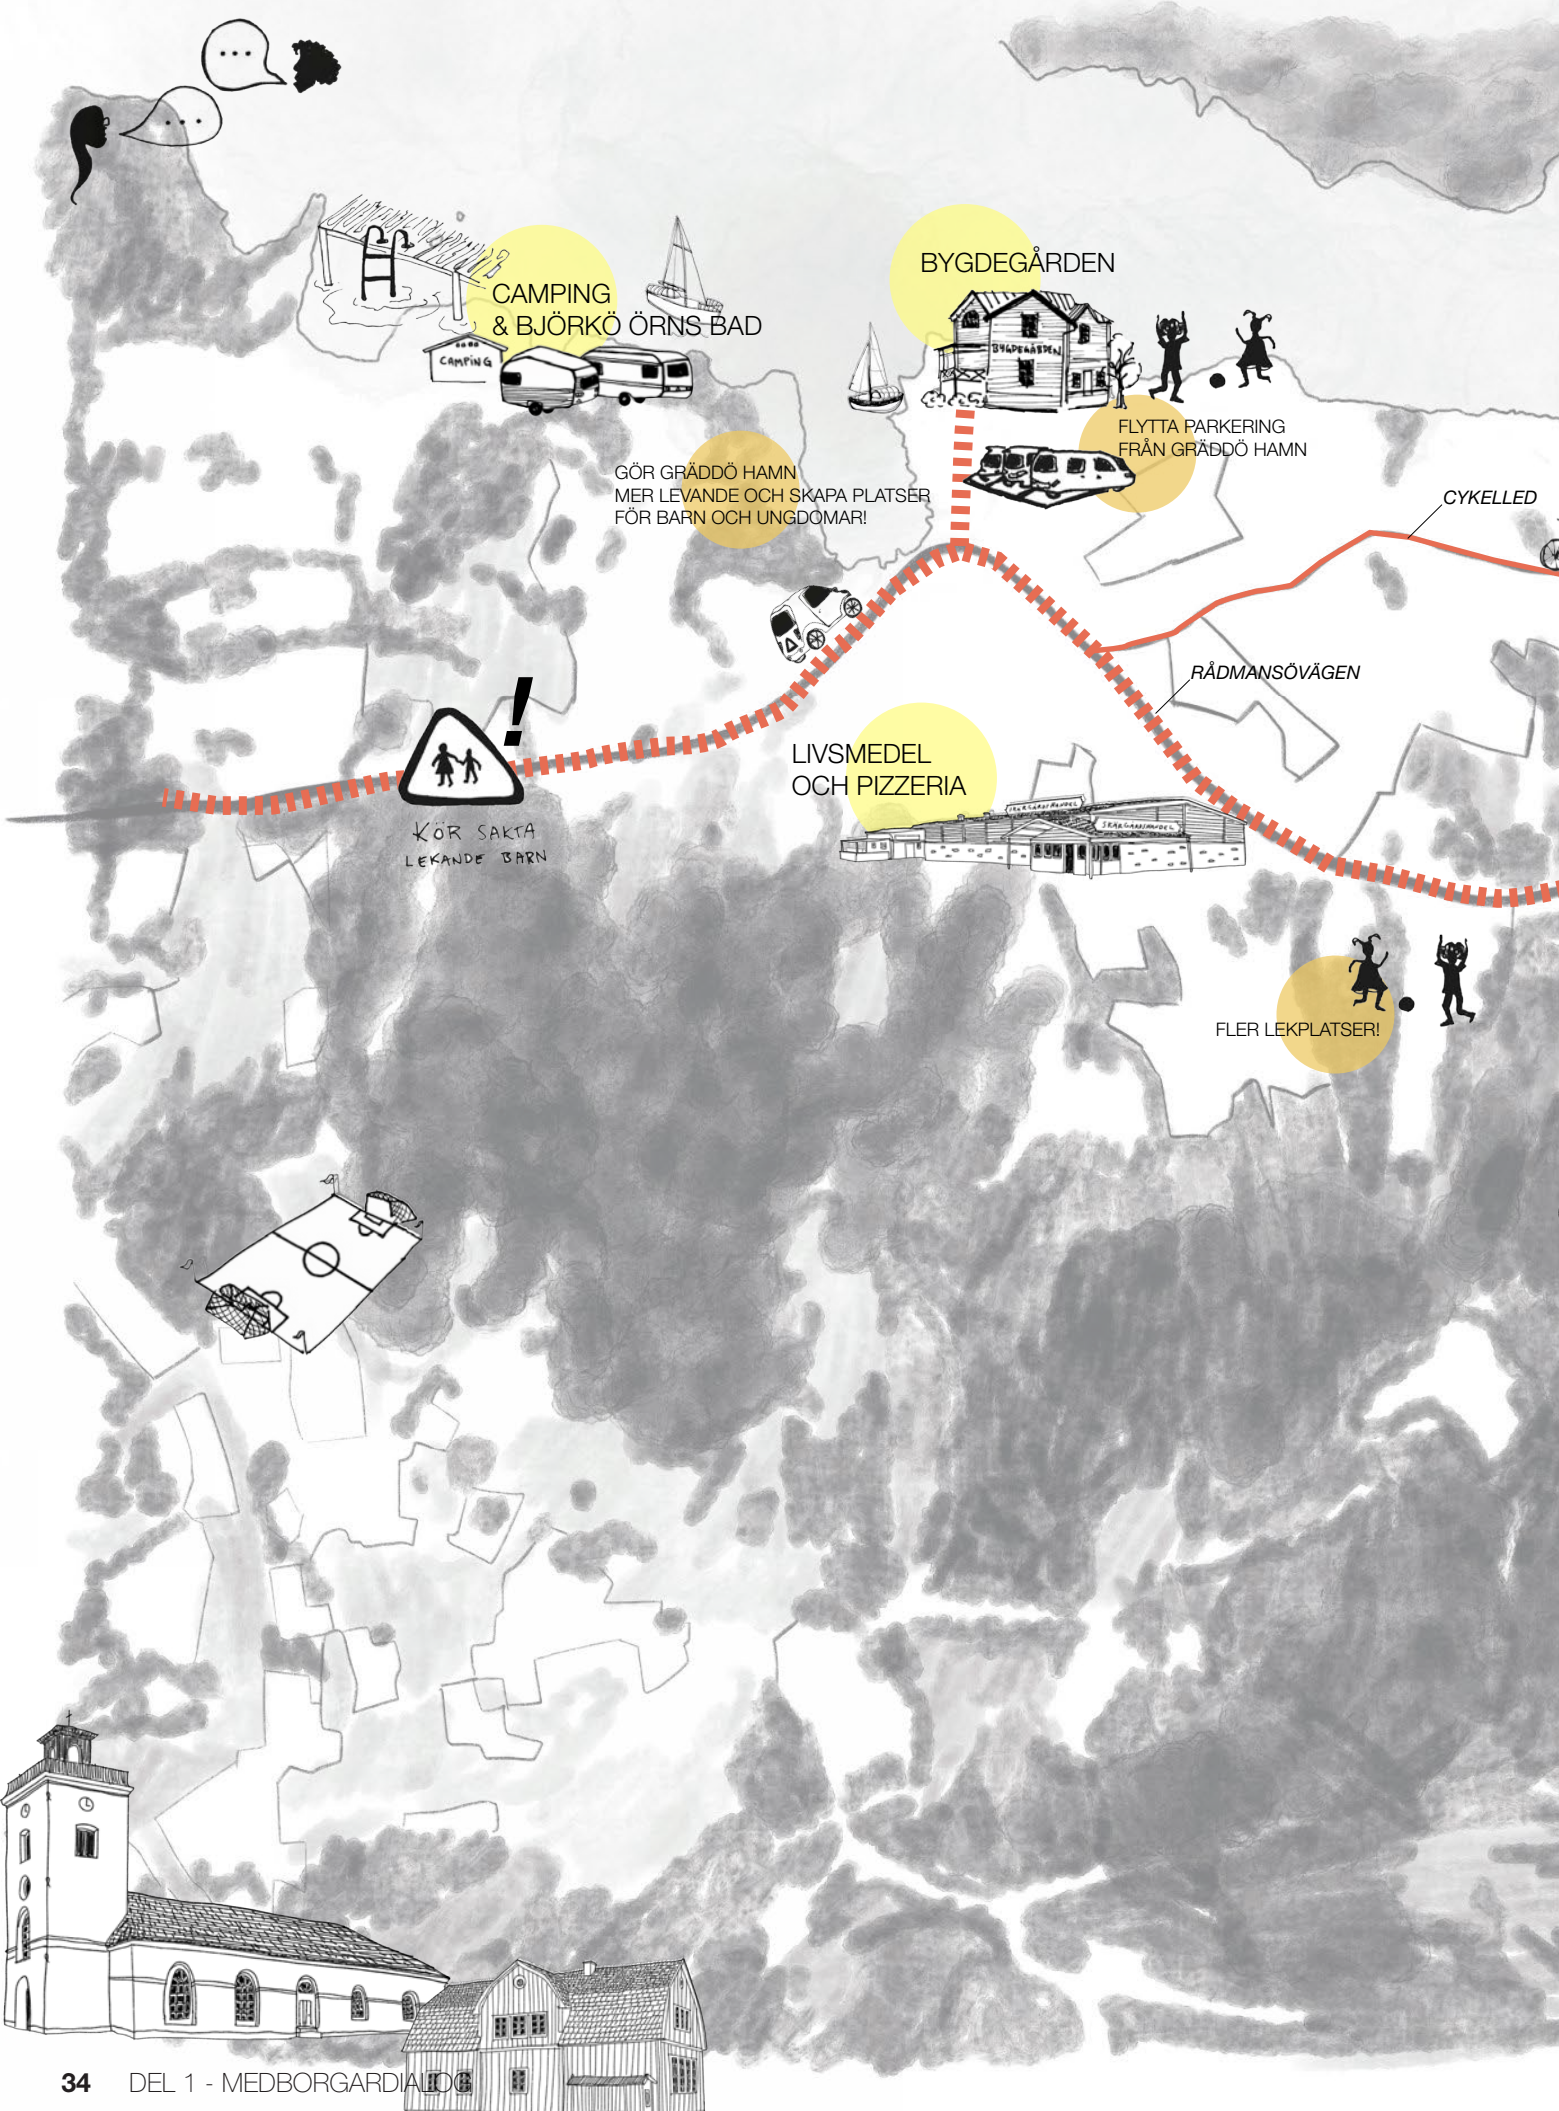 ...
...
CAMPING
& BJÖRKÖ ÖRNS BAD
CAMPING
BYGDEGÅRDEN
BYGDEGÅRDEN
FLYTTA PARKERING
FRÅN GRÄDDÖ HAMN
GÖR GRÄDDÖ HAMN
MER LEVANDE OCH SKAPA PLATSER
FÖR BARN OCH UNGDOMAR!
CYKELLED
RÅDMANSÖVÄGEN
!
KÖR SAKTA
LEKANDE BARN
LIVSMEDEL
OCH PIZZERIA
SKÄRGÅRDSHANDEL
SKÄRGÅRDSHANDEL
FLER LEKPLATSER!
34 DEL 1 - MEDBORGARDIALOG